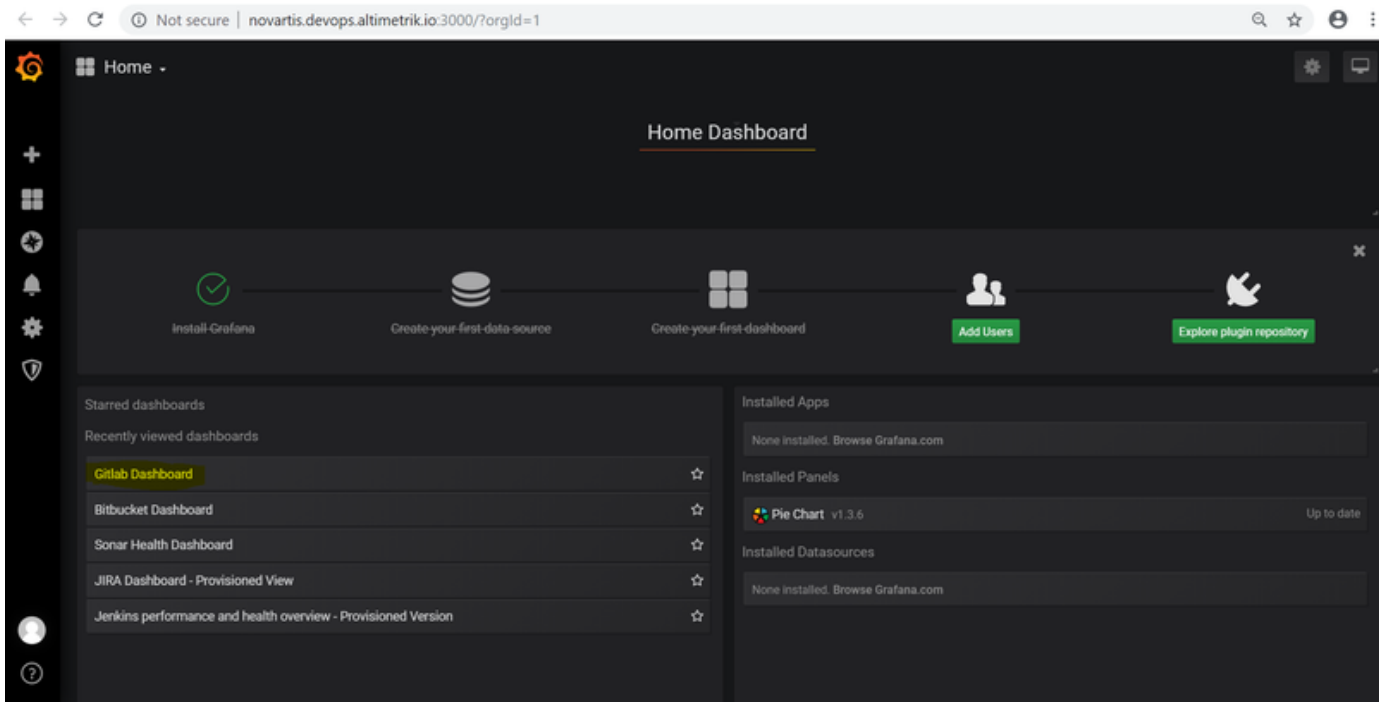 Not secure | novartis.devops.altimetrik.io:3000/?orgId=1
Home
Home Dashboard
Install Grafana
Create your first data source
Create your first dashboard
Add Users
Explore plugin repository
Starred dashboards
Recently viewed dashboards
Gitlab Dashboard
Bitbucket Dashboard
Sonar Health Dashboard
JIRA Dashboard - Provisioned View
Jenkins performance and health overview - Provisioned Version
Installed Apps
None installed. Browse Grafana.com
Installed Panels
Pie Chart v1.3.6 Up to date
Installed Datasources
None installed. Browse Grafana.com